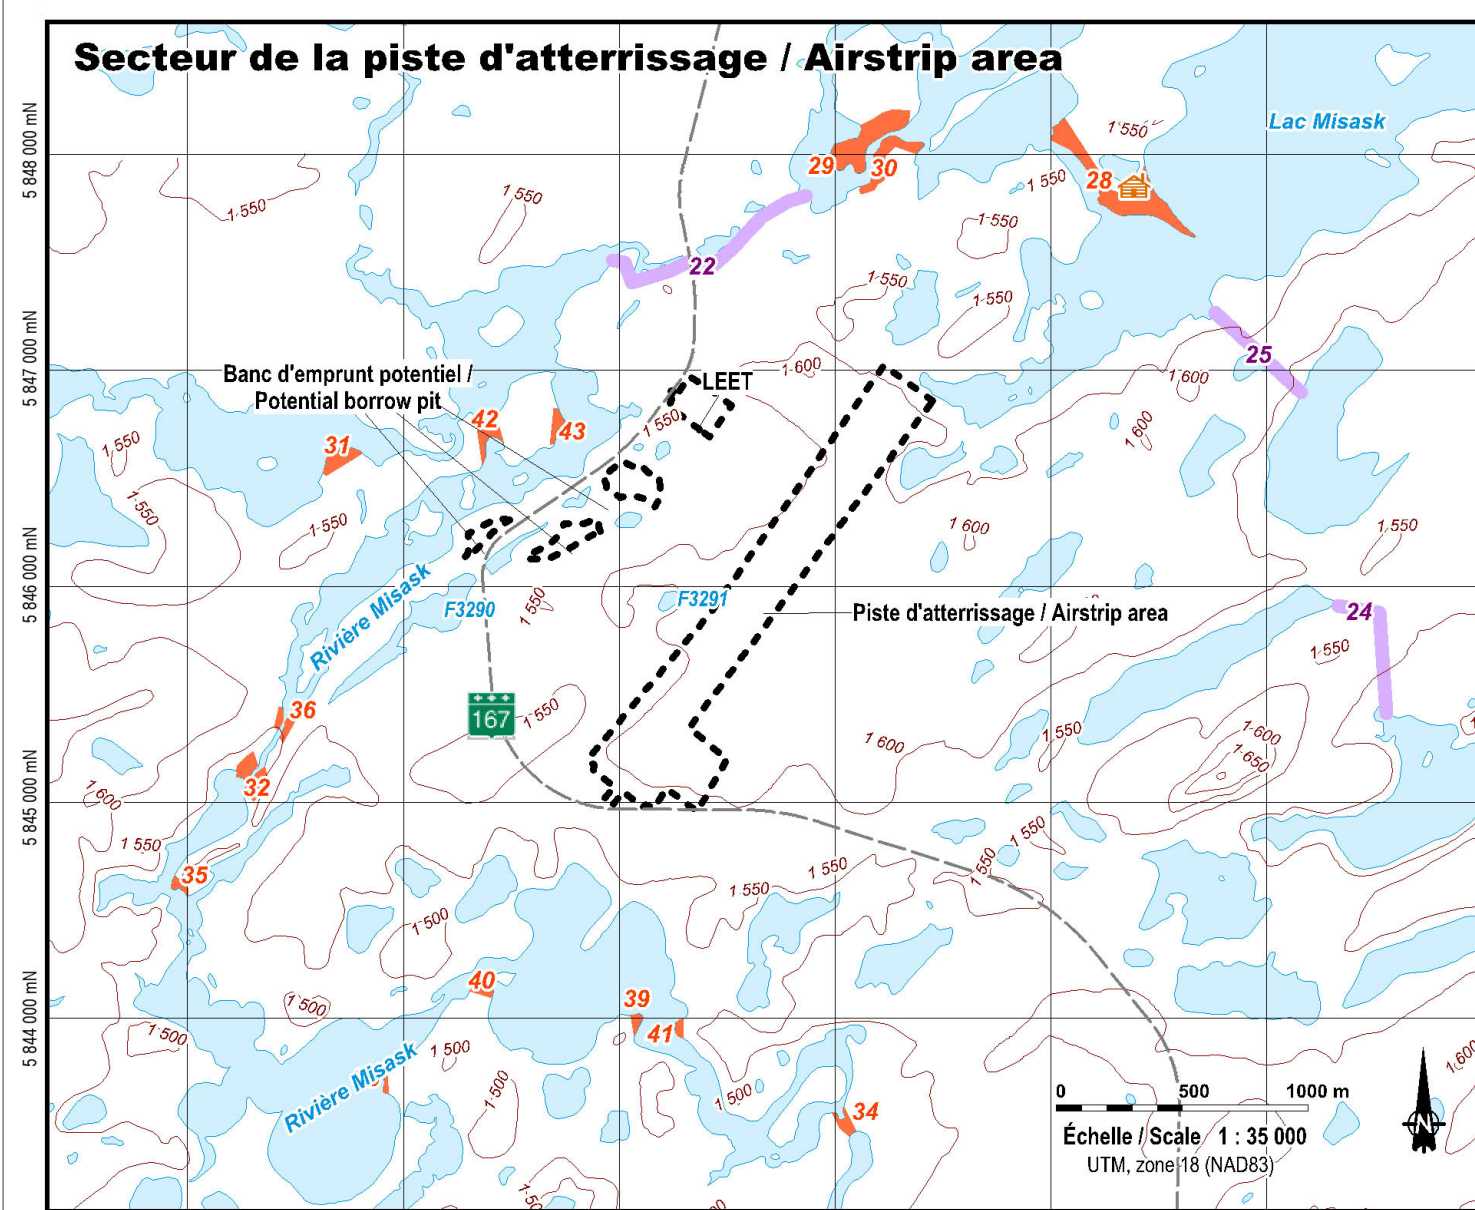 Secteur de la piste d'atterrissage / Airstrip area
Lac Misask
5 848 000 mN
1 550
29
30
28
1 550
1 550
1 550
1 550
22
1 550
1 550
25
5 847 000 mN
Banc d'emprunt potentiel /
Potential borrow pit
LEET
1 600
1 600
1 600
42
43
1 550
31
1 550
1 550
1 550
1 600
1 550
5 846 000 mN
Rivière Misask
F3290
1 550
F3291
Piste d'atterrissage / Airstrip area
24
1 550
36
167
1 550
1 600
1 550
1 600
1 650
32
1 600
5 845 000 mN
1 550
35
1 550
1 550
1 550
1 550
1 500
40
39
41
1 500
1 500
5 844 000 mN
Rivière Misask
1 500
1 500
1 500
34
1 600
0 500 1000 m
Échelle / Scale 1 : 35 000
UTM, zone 18 (NAD83)
N